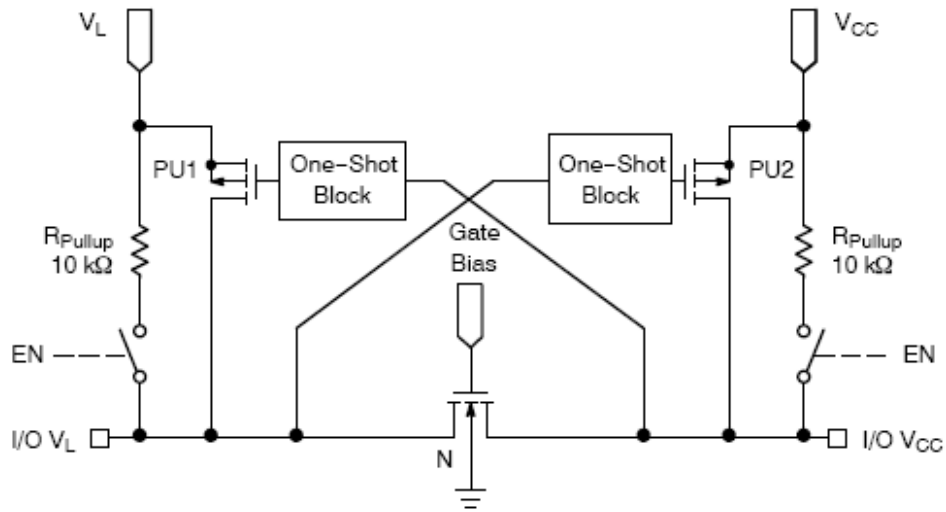 V_L
V_CC
PU1
One-Shot
Block
One-Shot
Block
PU2
Gate
Bias
R_Pullup
10 kΩ
R_Pullup
10 kΩ
EN
EN
I/O V_L
N
I/O V_CC